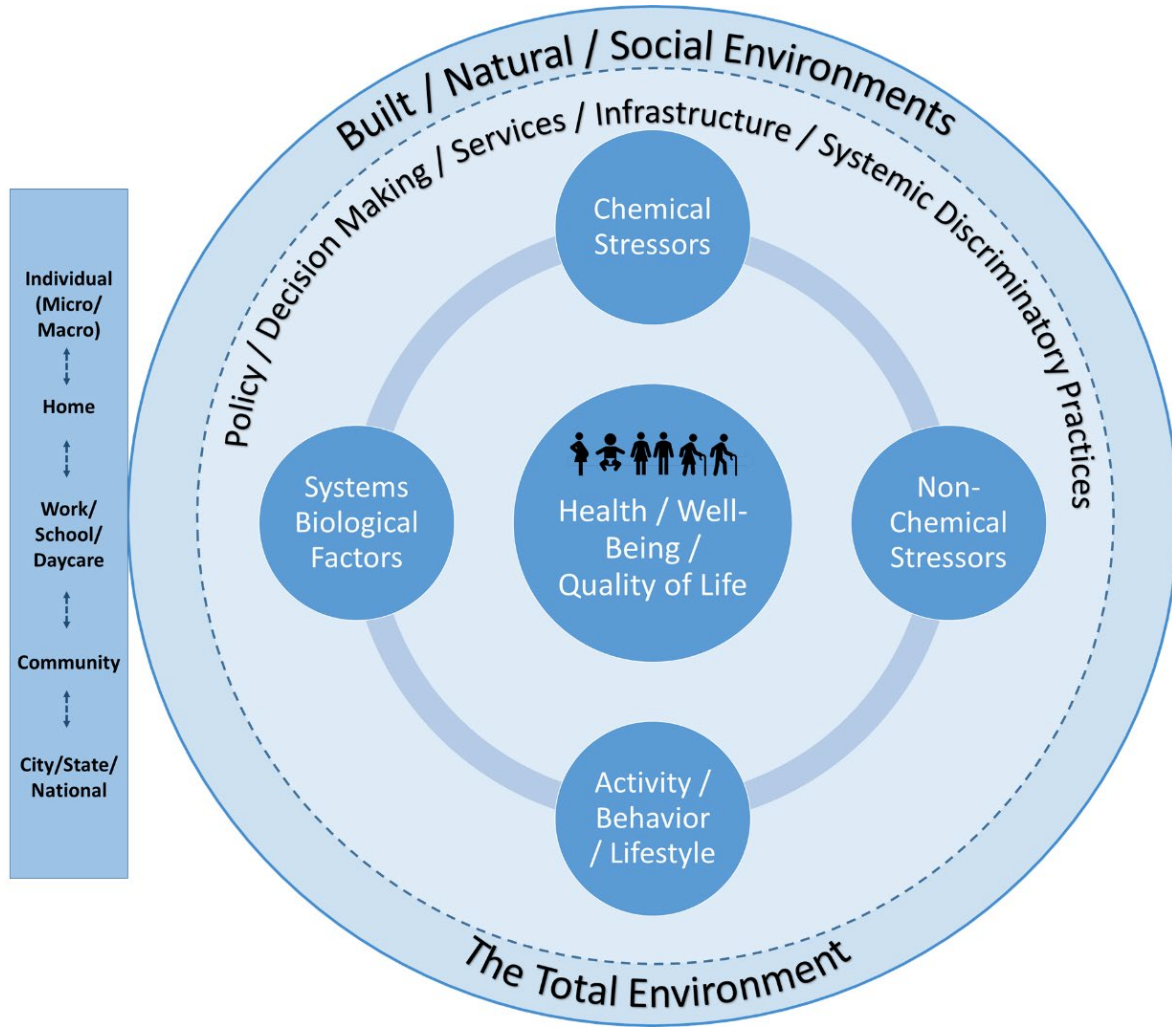 Built / Natural / Social Environments
Policy / Decision Making / Services / Infrastructure / Systemic Discriminatory Practices
Individual
(Micro/
Macro)
Home
Work/
School/
Daycare
Community
City/State/
National
Chemical
Stressors
Systems
Biological
Factors
Health / Well-
Being /
Quality of Life
Non-
Chemical
Stressors
Activity /
Behavior
/ Lifestyle
The Total Environment